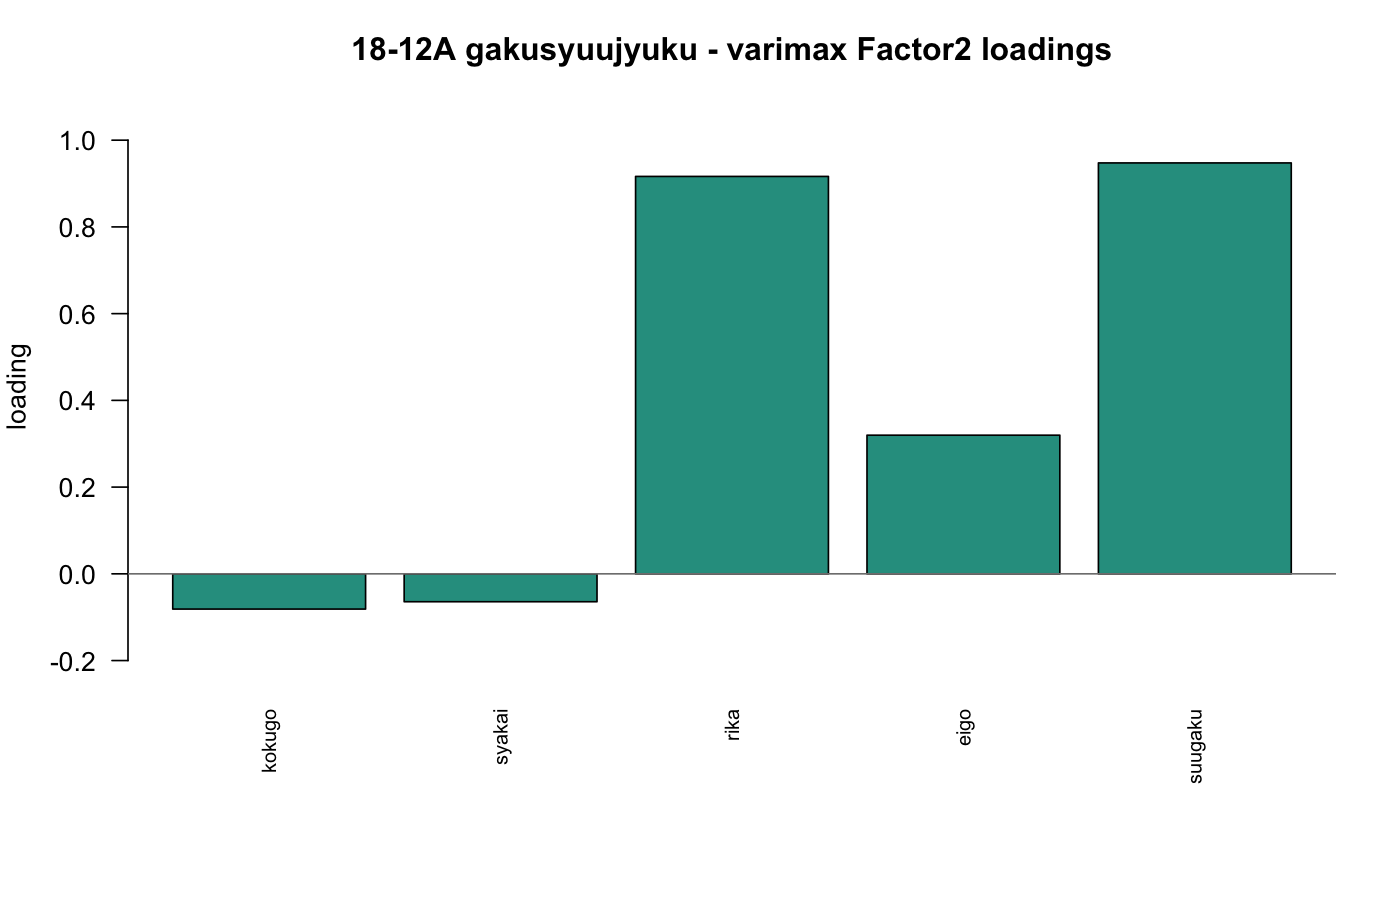 18-12A gakusyuujyuku - varimax Factor2 loadings
loading
1.0
0.8
0.6
0.4
0.2
0.0
-0.2
kokugo
syakai
rika
eigo
suugaku